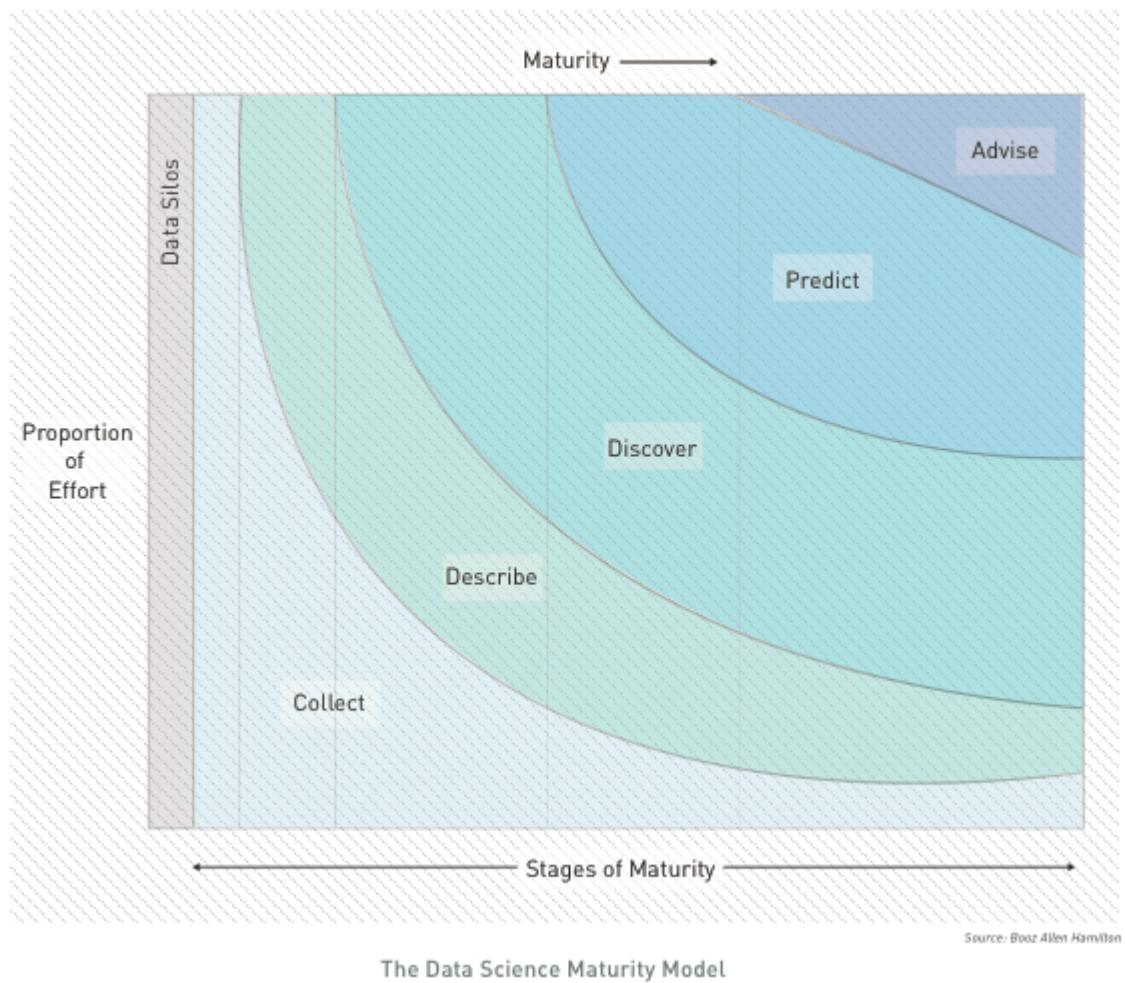 Maturity
Data Silos
Advise
Predict
Proportion
of
Effort
Discover
Describe
Collect
Stages of Maturity
Source: Booz Allen Hamilton
The Data Science Maturity Model